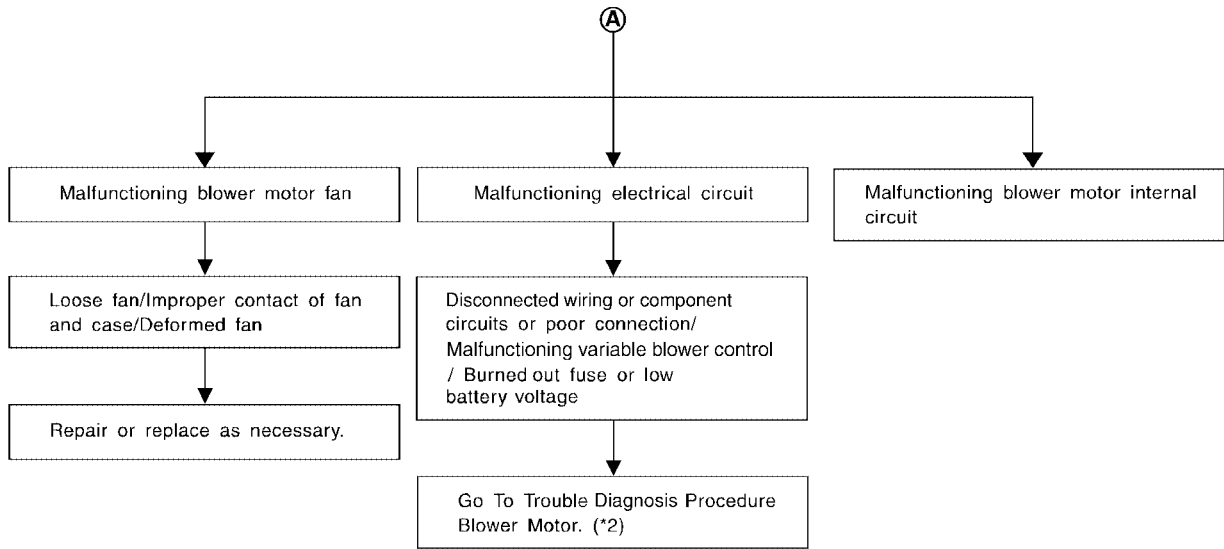 A
Malfunctioning blower motor fan
Malfunctioning electrical circuit
Malfunctioning blower motor internal
circuit
Loose fan/Improper contact of fan
and case/Deformed fan
Disconnected wiring or component
circuits or poor connection/
Malfunctioning variable blower control
/ Burned out fuse or low
battery voltage
Repair or replace as necessary.
Go To Trouble Diagnosis Procedure
Blower Motor. (*2)